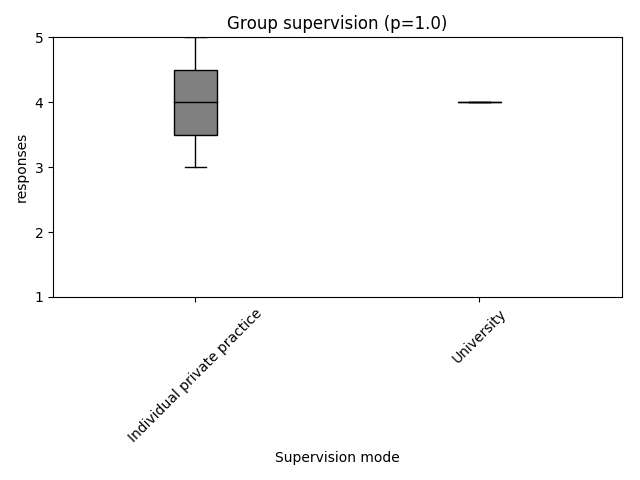 Group supervision (p=1.0)
5
4
3
2
1
responses
Individual private practice
University
Supervision mode